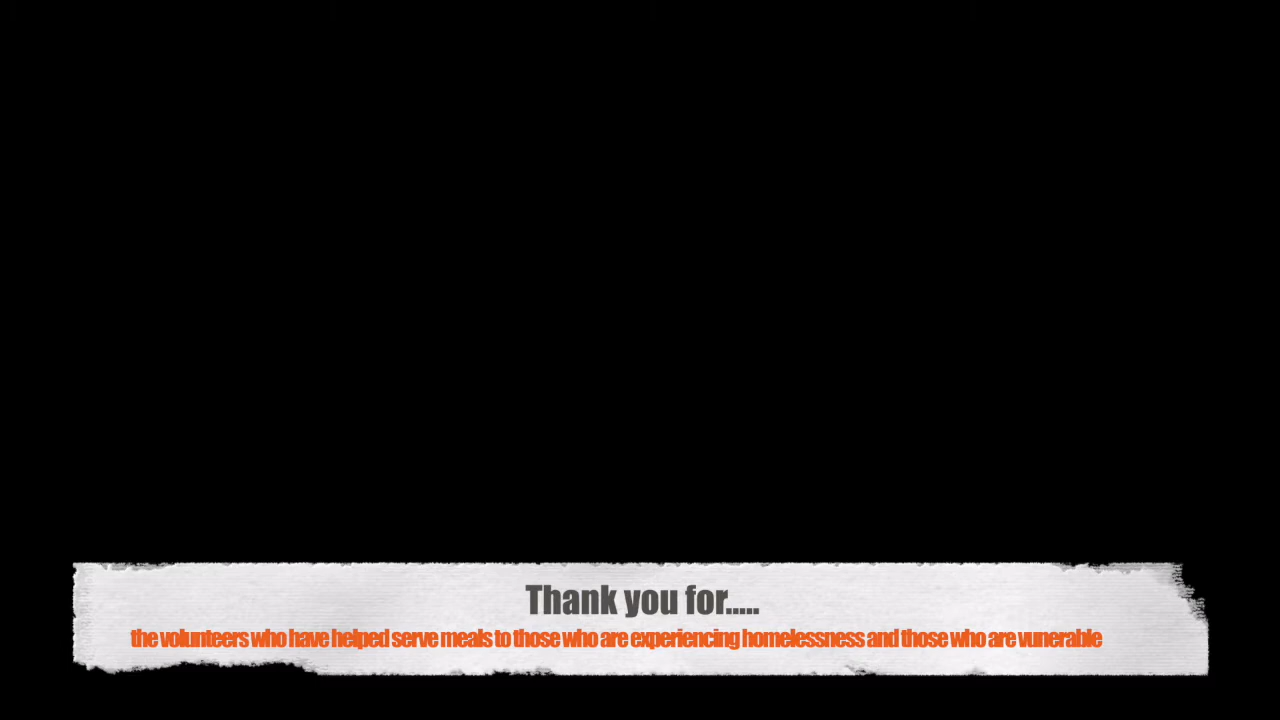 Thank you for.....
the volunteers who have helped serve meals to those who are experiencing homelessness and those who are vunerable